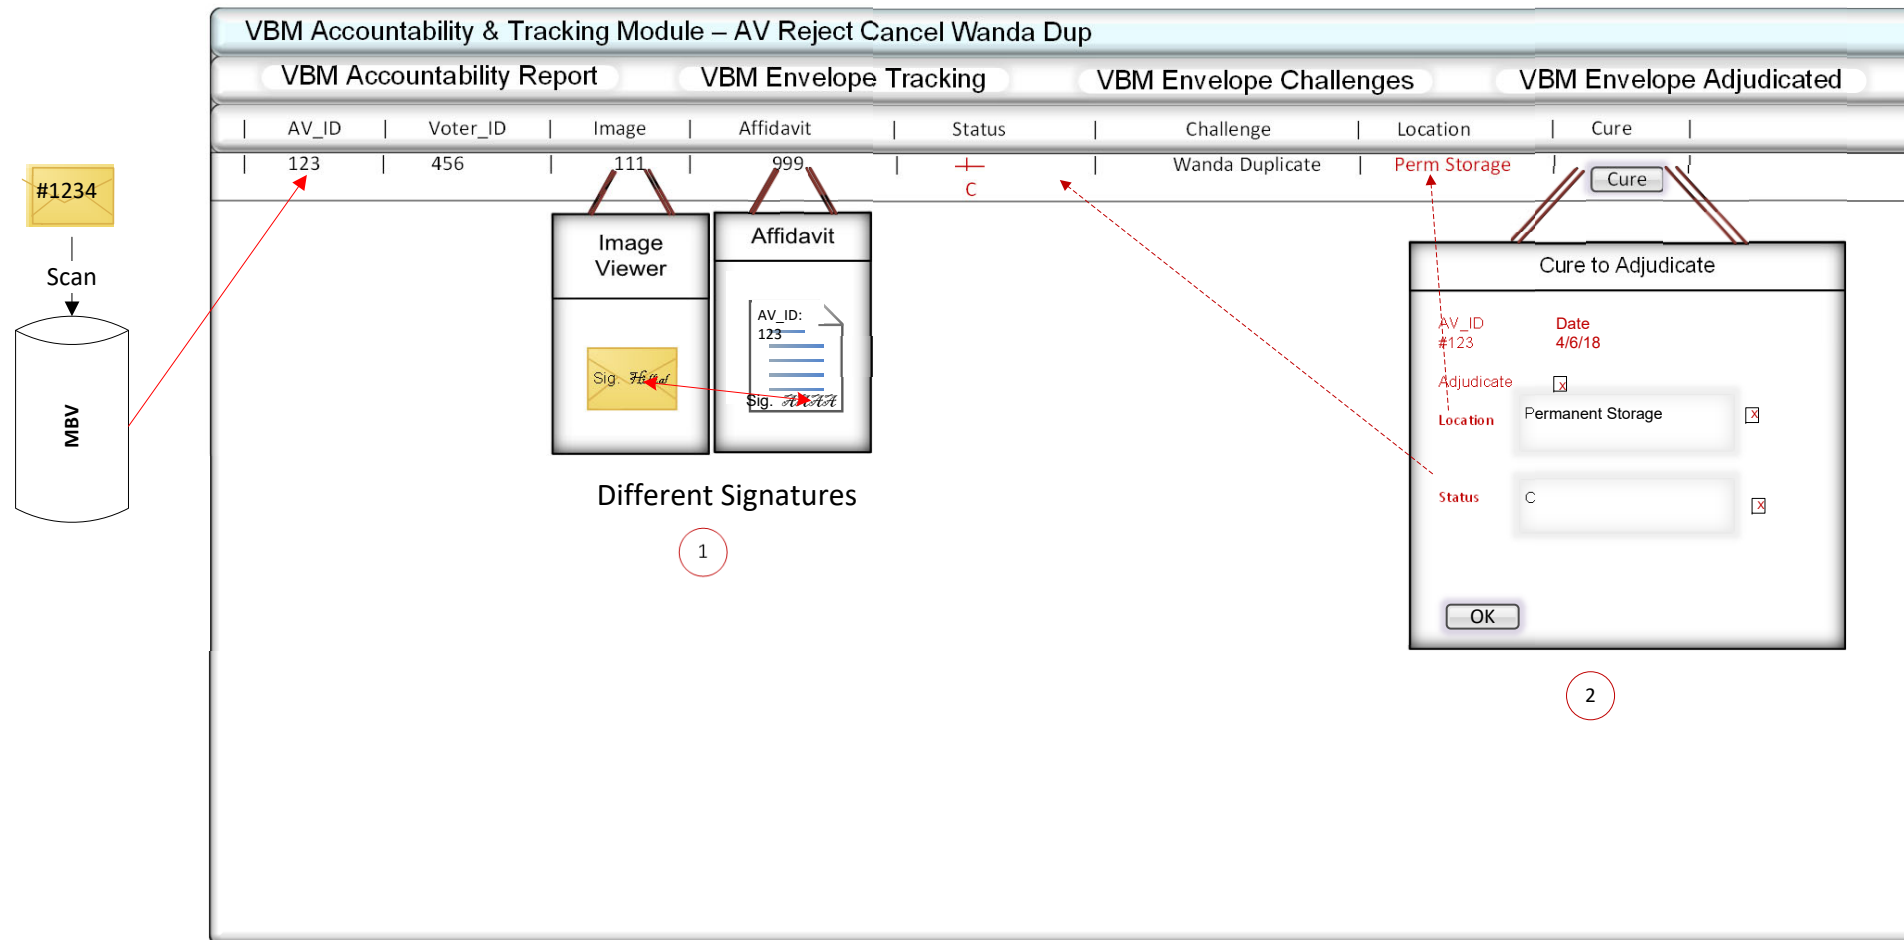 VBM Accountability & Tracking Module – AV Reject Cancel Wanda Dup
VBM Accountability Report VBM Envelope Tracking VBM Envelope Challenges VBM Envelope Adjudicated
| AV_ID | Voter_ID | Image | Affidavit | Status | Challenge | Location | Cure |
| 123 | 456 | 111 | 999 | | Wanda Duplicate | Perm Storage | Cure |
C
#1234
Scan
MBV
Image
Viewer
Sig.
Affidavit
AV_ID:
123
Sig.
Different Signatures
1
Cure to Adjudicate
AV_ID Date
#123 4/6/18
Adjudicate x
Location Permanent Storage x
Status C x
OK
2